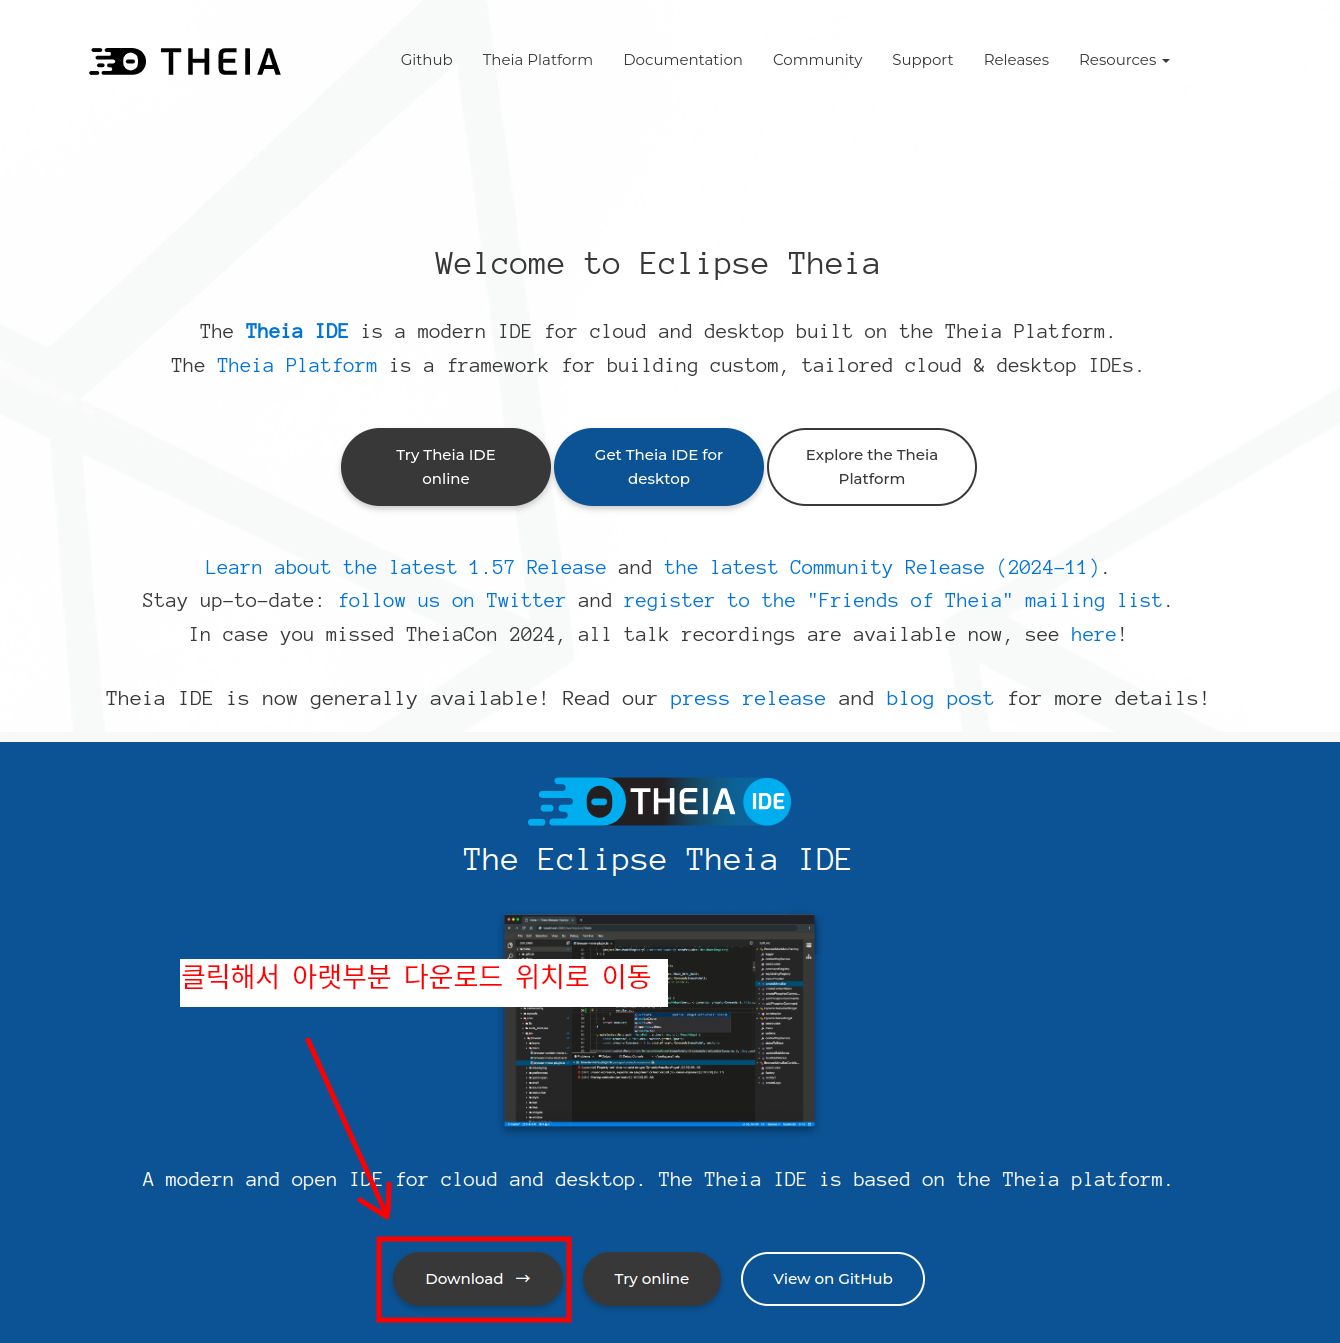 THEIA
Github Theia Platform Documentation Community Support Releases Resources
Welcome to Eclipse Theia
The Theia IDE is a modern IDE for cloud and desktop built on the Theia Platform.
The Theia Platform is a framework for building custom, tailored cloud & desktop IDEs.
Try Theia IDE
online
Get Theia IDE for
desktop
Explore the Theia
Platform
Learn about the latest 1.57 Release and the latest Community Release (2024-11).
Stay up-to-date: follow us on Twitter and register to the "Friends of Theia" mailing list.
In case you missed TheiaCon 2024, all talk recordings are available now, see here!
Theia IDE is now generally available! Read our press release and blog post for more details!
THEIA IDE
The Eclipse Theia IDE
클릭해서 아랫부분 다운로드 위치로 이동
A modern and open IDE for cloud and desktop. The Theia IDE is based on the Theia platform.
Download →
Try online
View on GitHub